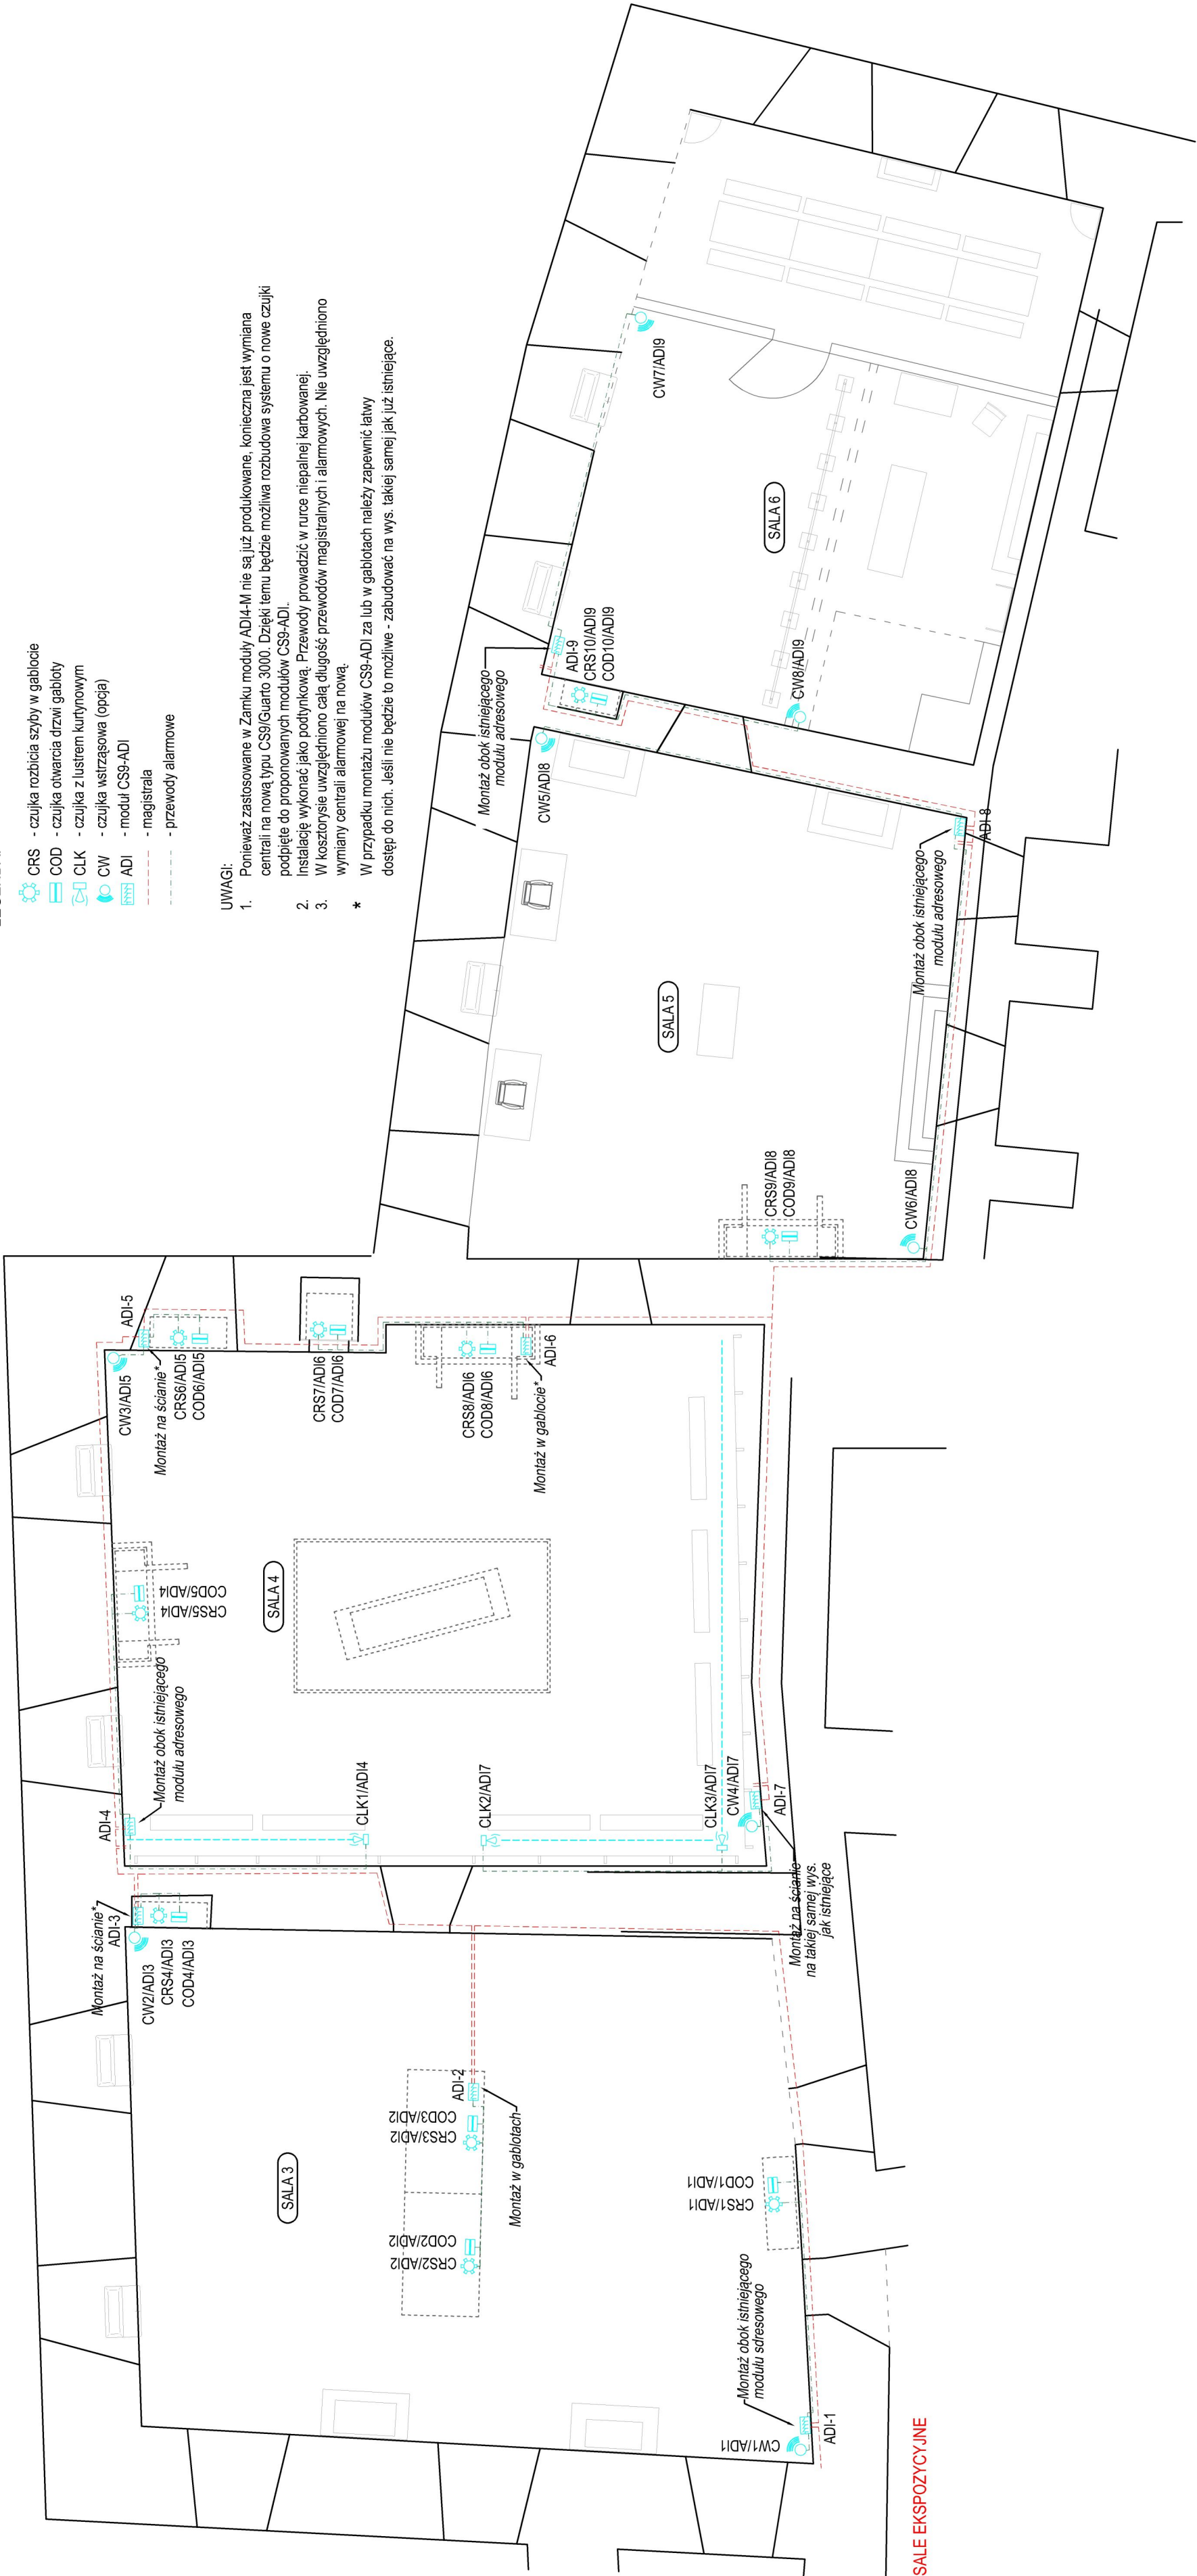 CRS - czujka rozbicia szyby w gablocie
COD - czujka otwarcia drzwi gabloty
CLK - czujka z lustrem kurtynowym
CW - czujka wstrząsowa (opcja)
ADI - moduł CS9-ADI
- magistrala
- przewody alarmowe
UWAGI:
1. Ponieważ zastosowane w Zamku moduły ADI4-M nie są już produkowane, konieczna jest wymiana
centrali na nową typu CS9/Guarto 3000. Dzięki temu będzie możliwa rozbudowa systemu o nowe czujki
podpięte do proponowanych modułów CS9-ADI.
2. Instalację wykonać jako podtynkową. Przewody prowadzić w rurce niepalnej karbowanej.
3. W kosztorysie uwzględniono całą długość przewodów magistralnych i alarmowych. Nie uwzględniono
wymiany centrali alarmowej na nową.
* W przypadku montażu modułów CS9-ADI za lub w gablotach należy zapewnić łatwy
dostęp do nich. Jeśli nie będzie to możliwe - zabudować na wys. takiej samej jak już istniejące.
SALA 3
Montaż na ścianie*
ADI-3
CW2/ADI3
CRS4/ADI3
COD4/ADI3
CRS2/ADI2
COD2/ADI2
CRS3/ADI2
COD3/ADI2
ADI-2
Montaż w gablotach
CRS1/ADI1
COD1/ADI1
Montaż obok istniejącego
modułu sdresowego
CW1/ADI1
ADI-1
SALA 4
ADI-4
Montaż obok istniejącego
modułu adresowego
CRS5/ADI4
COD5/ADI4
CLK1/ADI4
CLK2/ADI7
CLK3/ADI7
CW4/ADI7
ADI-7
Montaż na ścianie
na takiej samej wys.
jak istniejące
ADI-5
CW3/ADI5
Montaż na ścianie*
CRS6/ADI5
COD6/ADI5
CRS7/ADI6
COD7/ADI6
CRS8/ADI6
COD8/ADI6
Montaż w gablocie*
ADI-6
SALA 5
CRS9/ADI8
COD9/ADI8
CW6/ADI8
CW5/ADI8
Montaż obok istniejącego
modułu adresowego
ADI-8
SALA 6
Montaż obok istniejącego
modułu adresowego
ADI-9
CRS10/ADI9
COD10/ADI9
CW8/ADI9
CW7/ADI9
SALE EKSPOZYCYJNE